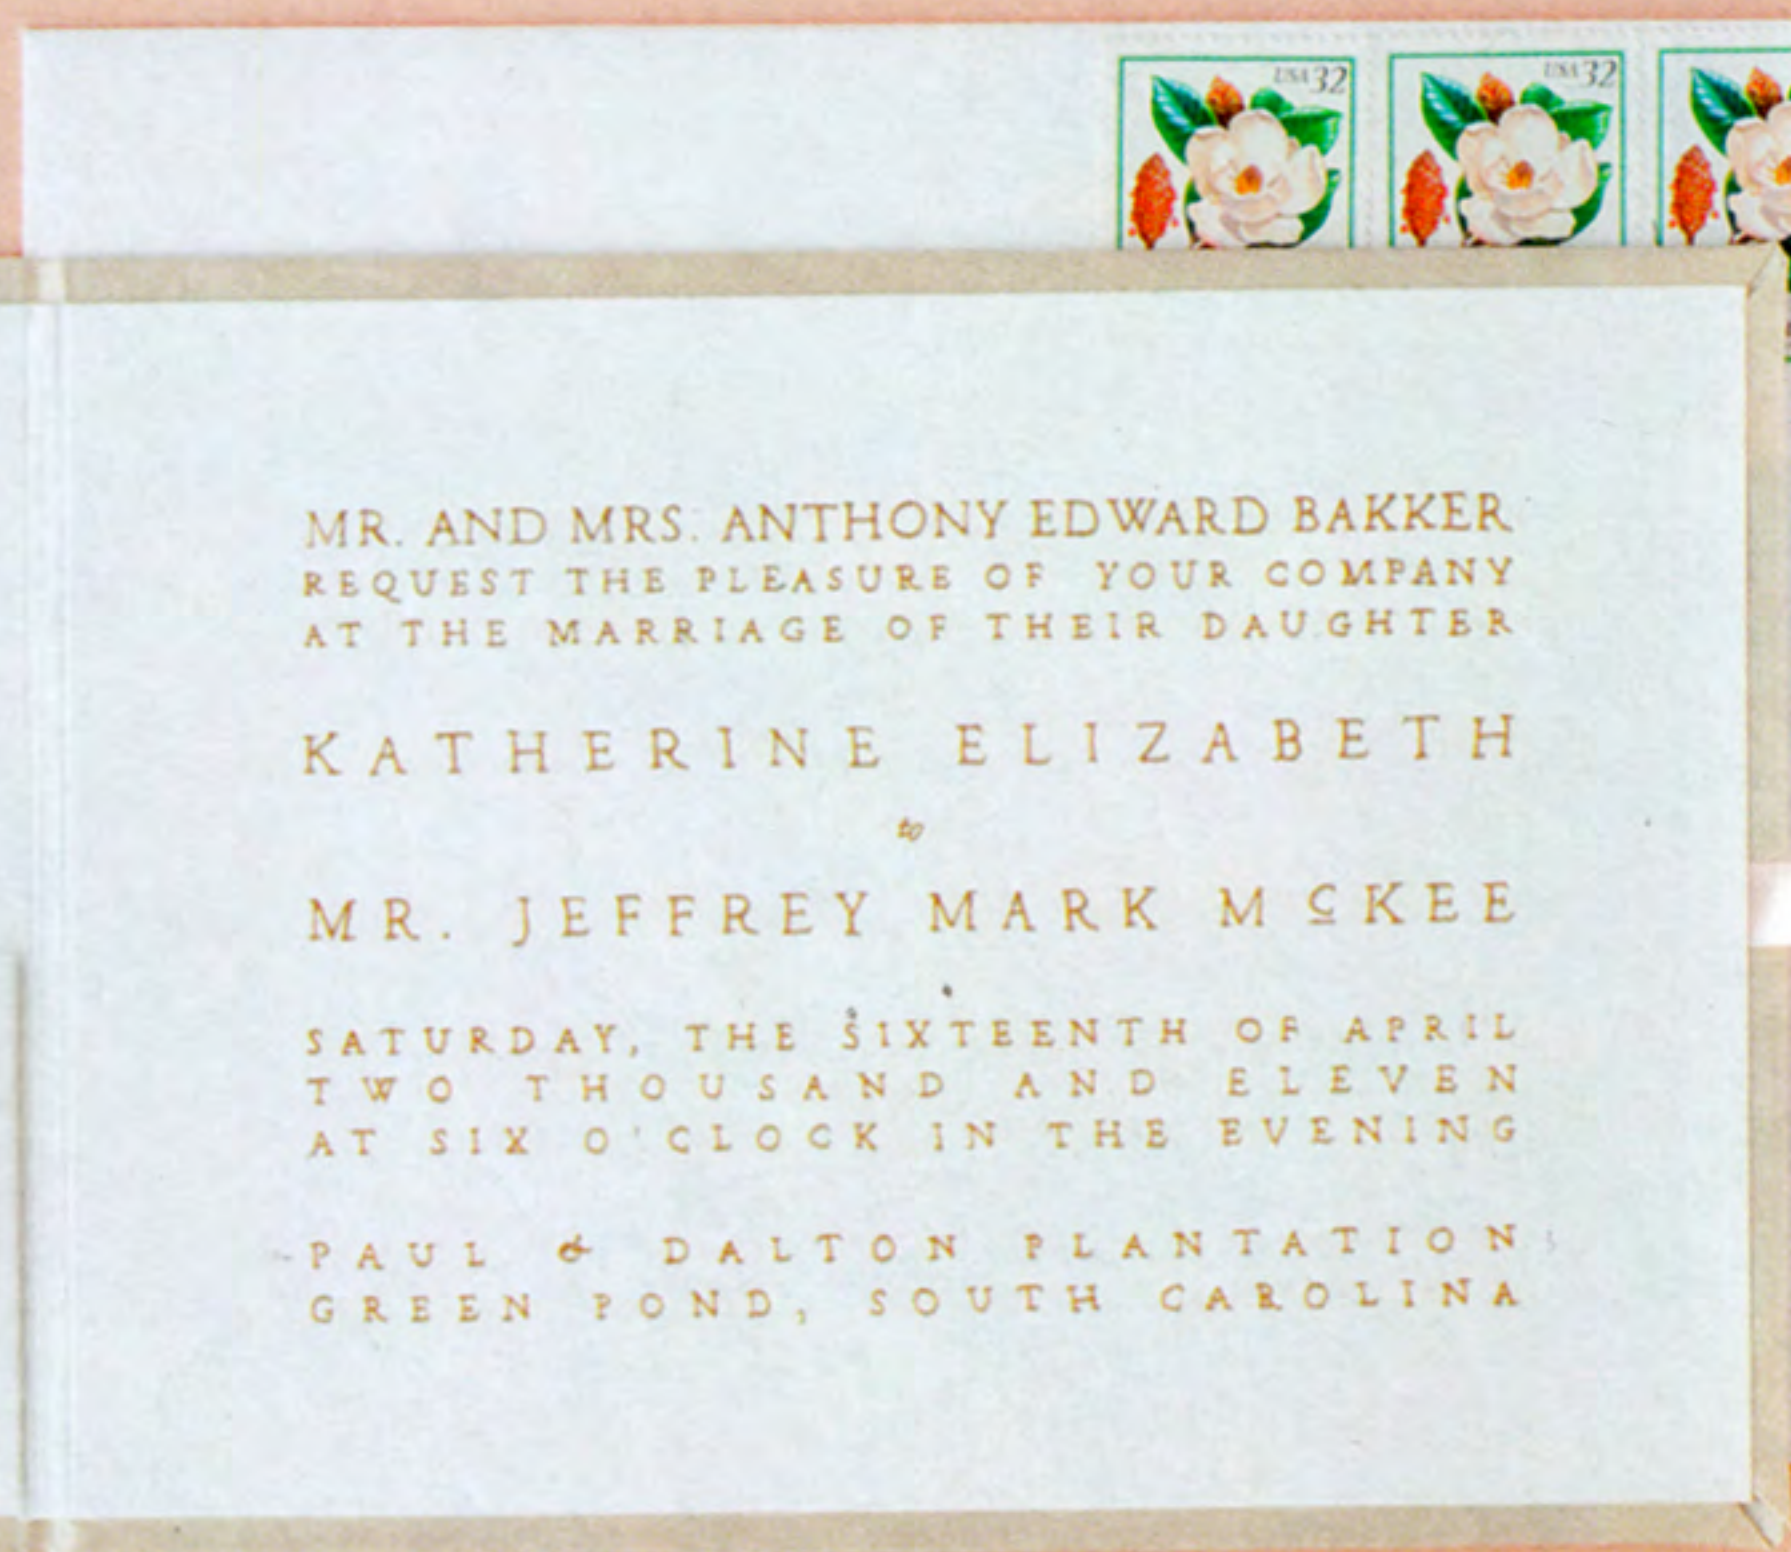 USA 32
USA 32
MR. AND MRS. ANTHONY EDWARD BAKKER
REQUEST THE PLEASURE OF YOUR COMPANY
AT THE MARRIAGE OF THEIR DAUGHTER
KATHERINE ELIZABETH
to
MR. JEFFREY MARK MCKEE
SATURDAY, THE SIXTEENTH OF APRIL
TWO THOUSAND AND ELEVEN
AT SIX O'CLOCK IN THE EVENING
PAUL & DALTON PLANTATION
GREEN POND, SOUTH CAROLINA